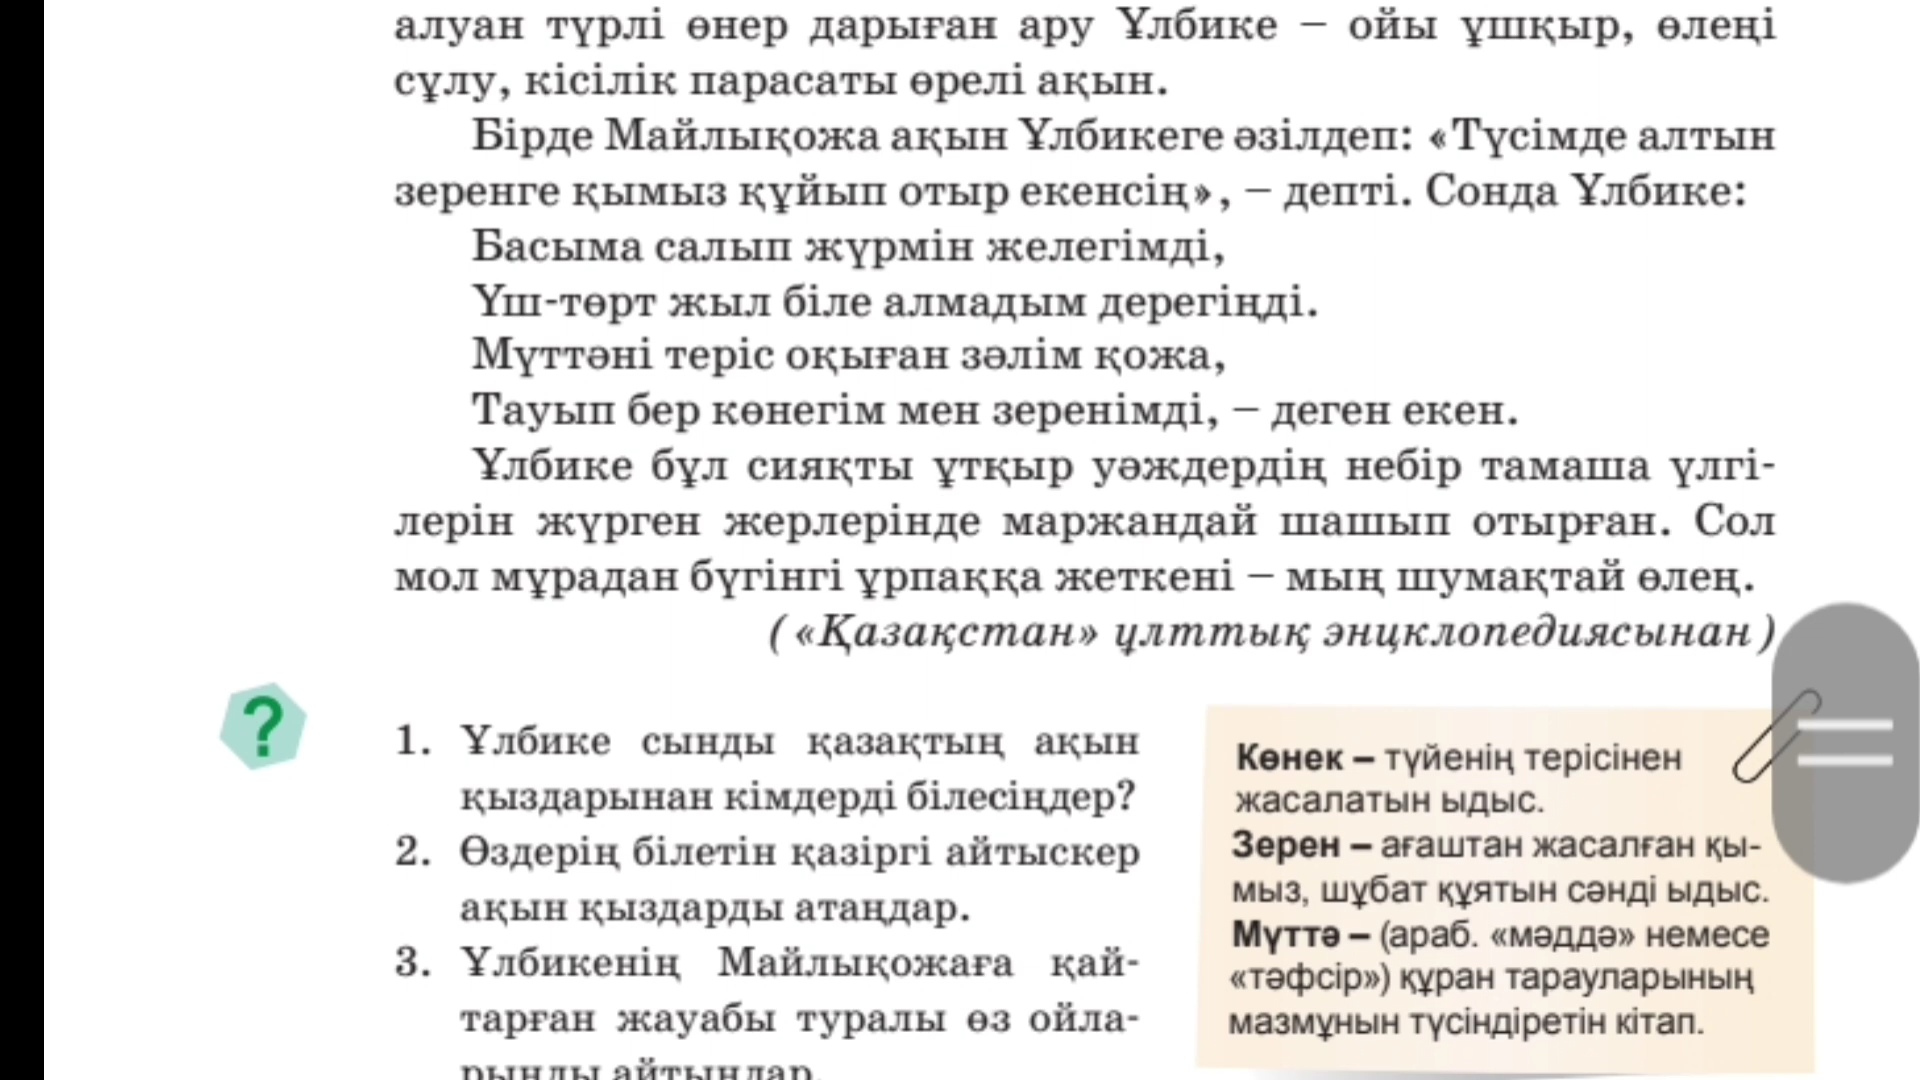 алуан түрлі өнер дарыған ару Ұлбике – ойы ұшқыр, өлеңі
сұлу, кісілік парасаты өрелі ақын.
Бірде Майлықожа ақын Ұлбикеге әзілдеп: «Түсімде алтын
зеренге қымыз құйып отыр екенсің», – депті. Сонда Ұлбике:
Басыма салып жүрмін желегімді,
Үш-төрт жыл біле алмадым дерегіңді.
Мүттәні теріс оқыған зәлім қожа,
Тауып бер көнегім мен зеренімді, – деген екен.
Ұлбике бұл сияқты ұтқыр уәждердің небір тамаша үлгі-
лерін жүрген жерлерінде маржандай шашып отырған. Сол
мол мұрадан бүгінгі ұрпаққа жеткені – мың шумақтай өлең.
(«Қазақстан» ұлттық энциклопедиясынан)
?
1. Ұлбике сынды қазақтың ақын
қыздарынан кімдерді білесіңдер?
2. Өздерің білетін қазіргі айтыскер
ақын қыздарды атаңдар.
3. Ұлбикенің Майлықожаға қай-
тарған жауабы туралы өз ойла-
рыңды айтыңдар.
Көнек – түйенің терісінен
жасалатын ыдыс.
Зерен – ағаштан жасалған қы-
мыз, шұбат құятын сәнді ыдыс.
Мүттә – (араб. «мәддә» немесе
«тәфсір») құран тарауларының
мазмұнын түсіндіретін кітап.